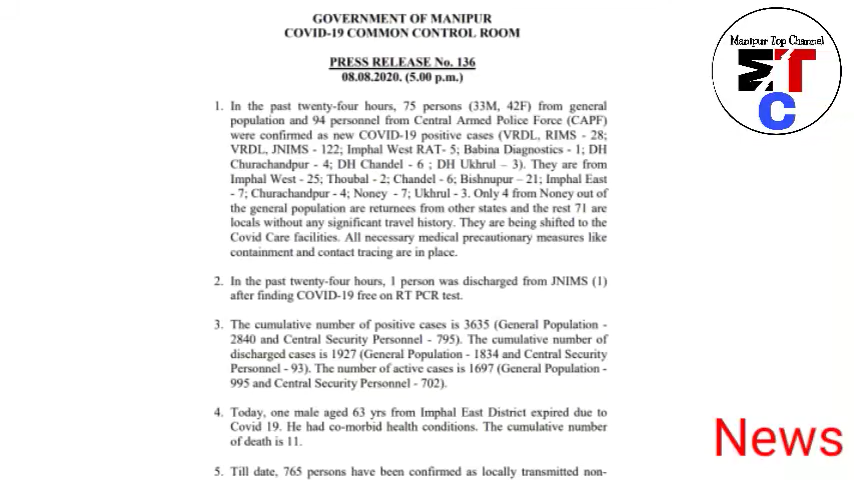 GOVERNMENT OF MANIPUR
COVID-19 COMMON CONTROL ROOM
PRESS RELEASE No. 136
08.08.2020. (5.00 p.m.)
1. In the past twenty-four hours, 75 persons (33M, 42F) from general
population and 94 personnel from Central Armed Police Force (CAPF)
were confirmed as new COVID-19 positive cases (VRDL, RIMS - 28;
VRDL, JNIMS - 122; Imphal West RAT- 5; Babina Diagnostics - 1; DH
Churachandpur - 4; DH Chandel - 6 ; DH Ukhrul – 3). They are from
Imphal West - 25; Thoubal - 2; Chandel - 6; Bishnupur – 21; Imphal East
- 7; Churachandpur - 4; Noney - 7; Ukhrul - 3. Only 4 from Noney out of
the general population are returnees from other states and the rest 71 are
locals without any significant travel history. They are being shifted to the
Covid Care facilities. All necessary medical precautionary measures like
containment and contact tracing are in place.
2. In the past twenty-four hours, 1 person was discharged from JNIMS (1)
after finding COVID-19 free on RT PCR test.
3. The cumulative number of positive cases is 3635 (General Population -
2840 and Central Security Personnel - 795). The cumulative number of
discharged cases is 1927 (General Population - 1834 and Central Security
Personnel - 93). The number of active cases is 1697 (General Population -
995 and Central Security Personnel - 702).
4. Today, one male aged 63 yrs from Imphal East District expired due to
Covid 19. He had co-morbid health conditions. The cumulative number
of death is 11.
5. Till date, 765 persons have been confirmed as locally transmitted non-
Manipur Top Channel
MTC
News